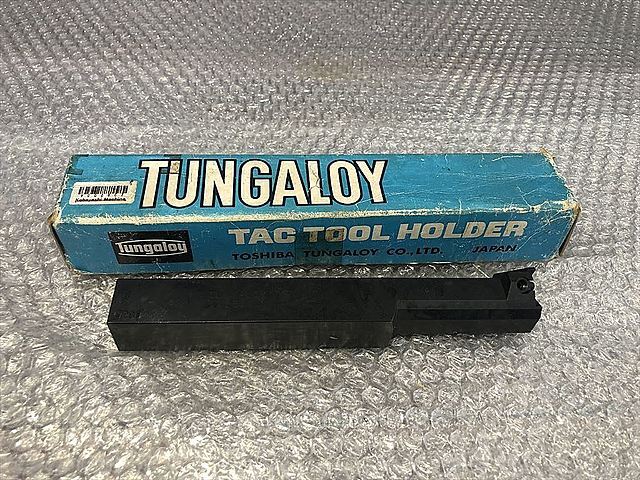 TUNGALOY
Tungaloy
TAC TOOL HOLDER
TOSHIBA TUNGALOY CO., LTD. JAPAN